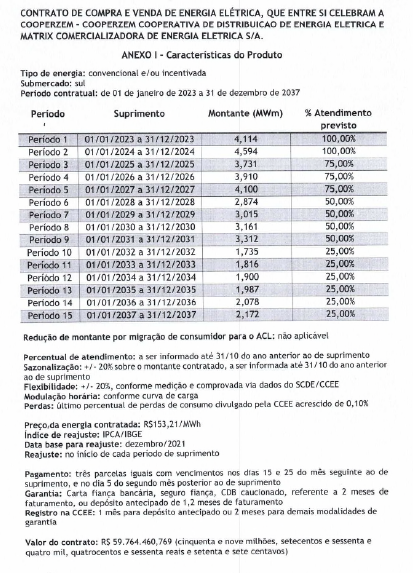 CONTRATO DE COMPRA E VENDA DE ENERGIA ELÉTRICA, QUE ENTRE SI CELEBRAM A
COOPERZEM - COOPERZEM COOPERATIVA DE DISTRIBUICAO DE ENERGIA ELETRICA E
MATRIX COMERCIALIZADORA DE ENERGIA ELETRICA S/A.
ANEXO I - Características do Produto
Tipo de energia: convencional e/ou incentivada
Submercado: sul
Período contratual: de 01 de janeiro de 2023 a 31 de dezembro de 2037
Período Suprimento Montante (MWm) % Atendimento previsto
Período 1 01/01/2023 a 31/12/2023 4,114 100,00%
Período 2 01/01/2024 a 31/12/2024 4,594 100,00%
Período 3 01/01/2025 a 31/12/2025 3,731 75,00%
Período 4 01/01/2026 a 31/12/2026 3,910 75,00%
Período 5 01/01/2027 a 31/12/2027 4,100 75,00%
Período 6 01/01/2028 a 31/12/2028 2,874 50,00%
Período 7 01/01/2029 a 31/12/2029 3,015 50,00%
Período 8 01/01/2030 a 31/12/2030 3,161 50,00%
Período 9 01/01/2031 a 31/12/2031 3,312 50,00%
Período 10 01/01/2032 a 31/12/2032 1,735 25,00%
Período 11 01/01/2033 a 31/12/2033 1,816 25,00%
Período 12 01/01/2034 a 31/12/2034 1,900 25,00%
Período 13 01/01/2035 a 31/12/2035 1,987 25,00%
Período 14 01/01/2036 a 31/12/2036 2,078 25,00%
Período 15 01/01/2037 a 31/12/2037 2,172 25,00%
Redução de montante por migração de consumidor para o ACL: não aplicável
Percentual de atendimento: a ser informado até 31/10 do ano anterior ao de suprimento
Sazonalização: +/- 20% sobre o montante contratado, a ser informada até 31/10 do ano anterior
ao de suprimento
Flexibilidade: +/- 20%, conforme medição e comprovada via dados do SCDE/CCEE
Modulação horária: conforme curva de carga
Perdas: último percentual de perdas de consumo divulgado pela CCEE acrescido de 0,10%
Preço da energia contratada: R$153,21/MWh
Índice de reajuste: IPCA/IBGE
Data base para reajuste: dezembro/2021
Reajuste: no início de cada período de suprimento
Pagamento: três parcelas iguais com vencimentos nos dias 15 e 25 do mês seguinte ao de
suprimento, e no dia 5 do segundo mês posterior ao de suprimento
Garantia: Carta fiança bancária, seguro fiança, CDB caucionado, referente a 2 meses de
faturamento, ou depósito antecipado de 1,2 meses de faturamento
Registro na CCEE: 1 mês para depósito antecipado ou 2 meses para demais modalidades de
garantia
Valor do contrato: R$ 59.764.460,769 (cinquenta e nove milhões, setecentos e sessenta e
quatro mil, quatrocentos e sessenta reais e setenta e sete centavos)